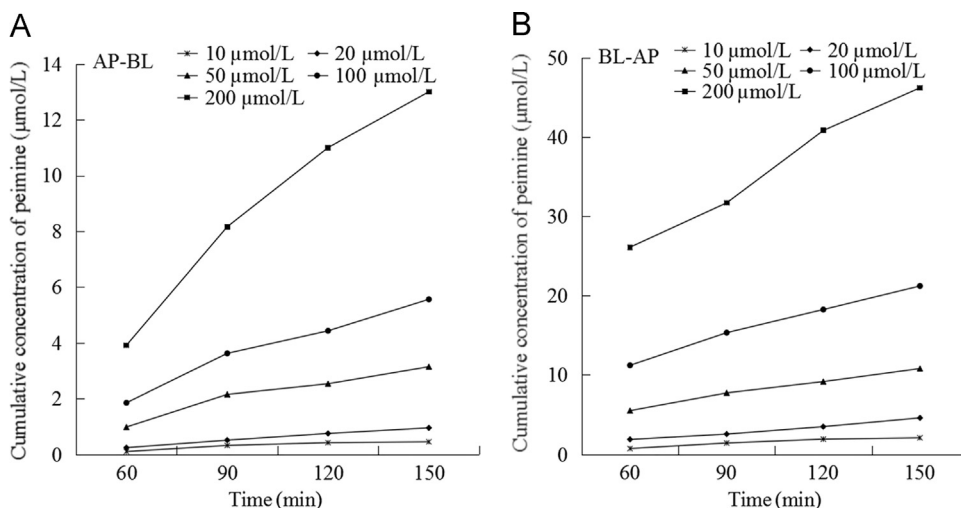 A
AP-BL
10 µmol/L 20 µmol/L
50 µmol/L 100 µmol/L
200 µmol/L
Cumulative concentration of peimine (µmol/L)
14
12
10
8
6
4
2
0
60 90 120 150
Time (min)
B
BL-AP
10 µmol/L 20 µmol/L
50 µmol/L 100 µmol/L
200 µmol/L
Cumulative concentration of peimine (µmol/L)
50
40
30
20
10
0
60 90 120 150
Time (min)